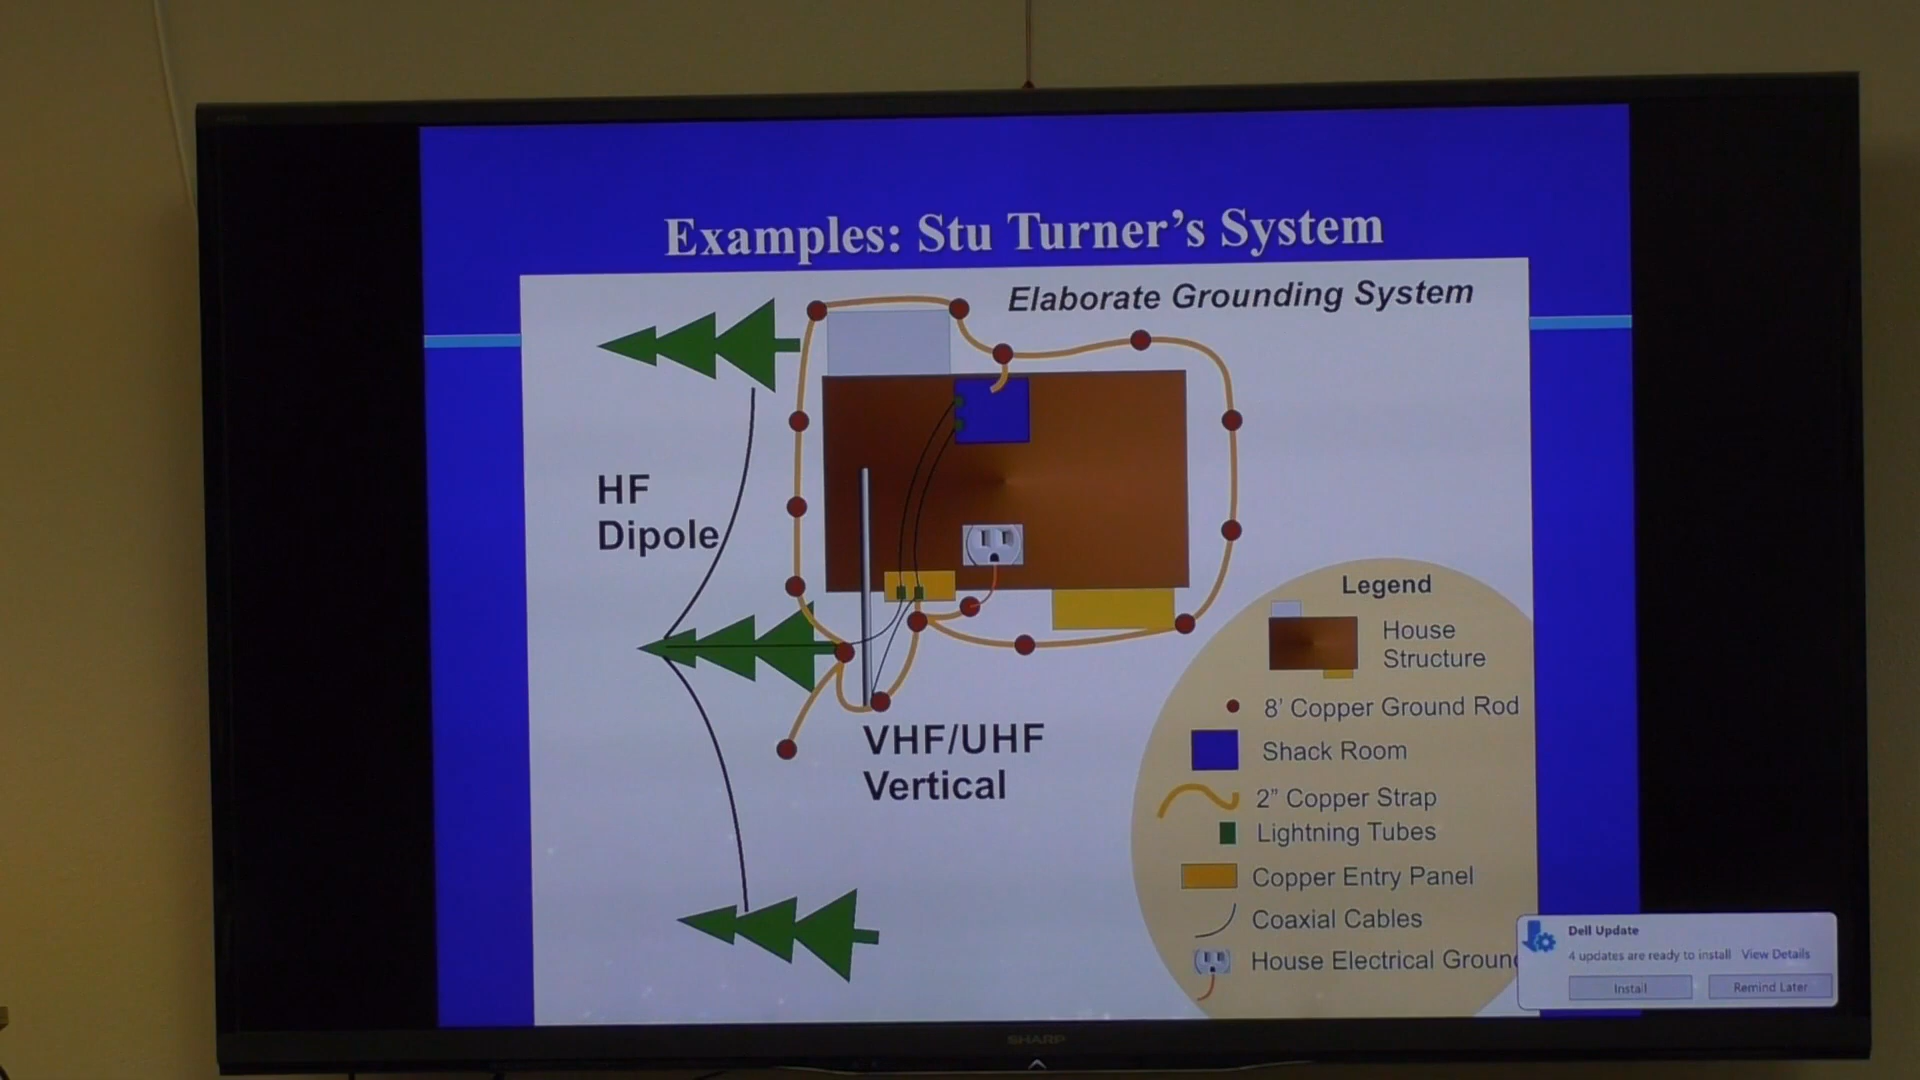 Examples: Stu Turner's System
Elaborate Grounding System
HF
Dipole
VHF/UHF
Vertical
Legend
House
Structure
8' Copper Ground Rod
Shack Room
2” Copper Strap
Lightning Tubes
Copper Entry Panel
Coaxial Cables
House Electrical Ground
Dell Update
4 updates are ready to install View Details
Install
Remind Later
SHARP